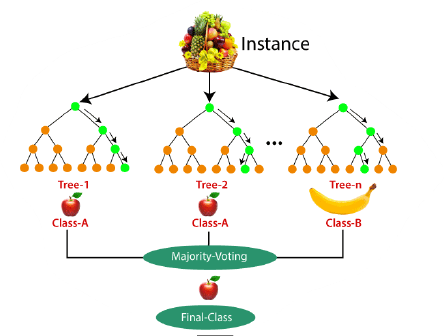 Instance
...
Tree-1 Tree-2 Tree-n
Class-A Class-A Class-B
Majority-Voting
Final-Class